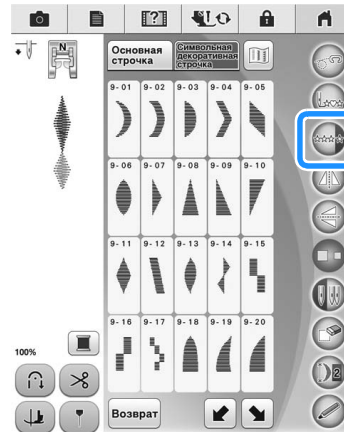 N
Основная
строчка
Символьная
декоративная
строчка
9-01 9-02 9-03 9-04 9-05
9-06 9-07 9-08 9-09 9-10
9-11 9-12 9-13 9-14 9-15
9-16 9-17 9-18 9-19 9-20
100%
2
Возврат